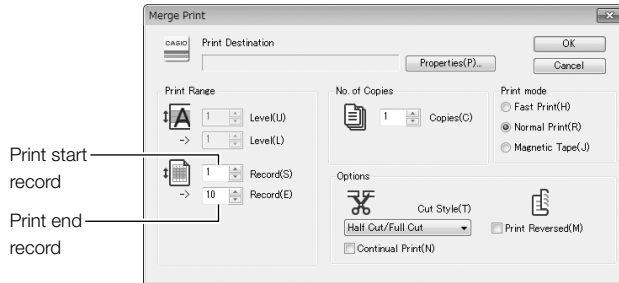 Merge Print
CASIO
Print Destination
Properties(P)...
OK
Cancel
Print Range
1
Level(U)
->
1
Level(L)
1
Record(S)
->
10
Record(E)
No. of Copies
1
Copies(C)
Print mode
Fast Print(H)
Normal Print(R)
Magnetic Tape(J)
Options
Cut Style(T)
Half Cut/Full Cut
Continual Print(N)
Print Reversed(M)
Print start
record
Print end
record